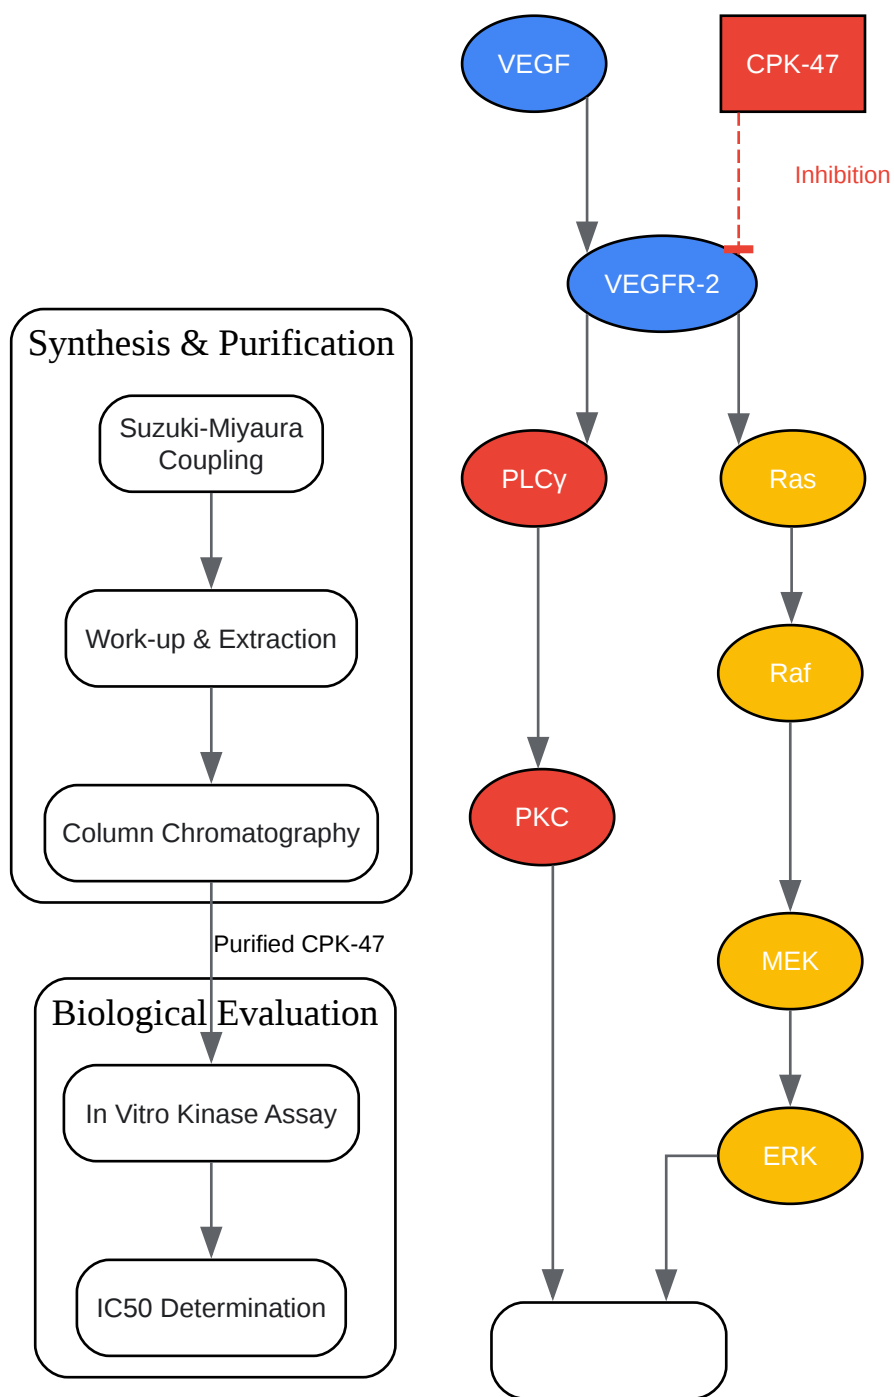 VEGF
CPK-47
Inhibition
VEGFR-2
Synthesis & Purification
Suzuki-Miyaura
Coupling
PLCγ
Ras
Work-up & Extraction
Raf
Column Chromatography
PKC
Purified CPK-47
MEK
Biological Evaluation
In Vitro Kinase Assay
ERK
IC50 Determination